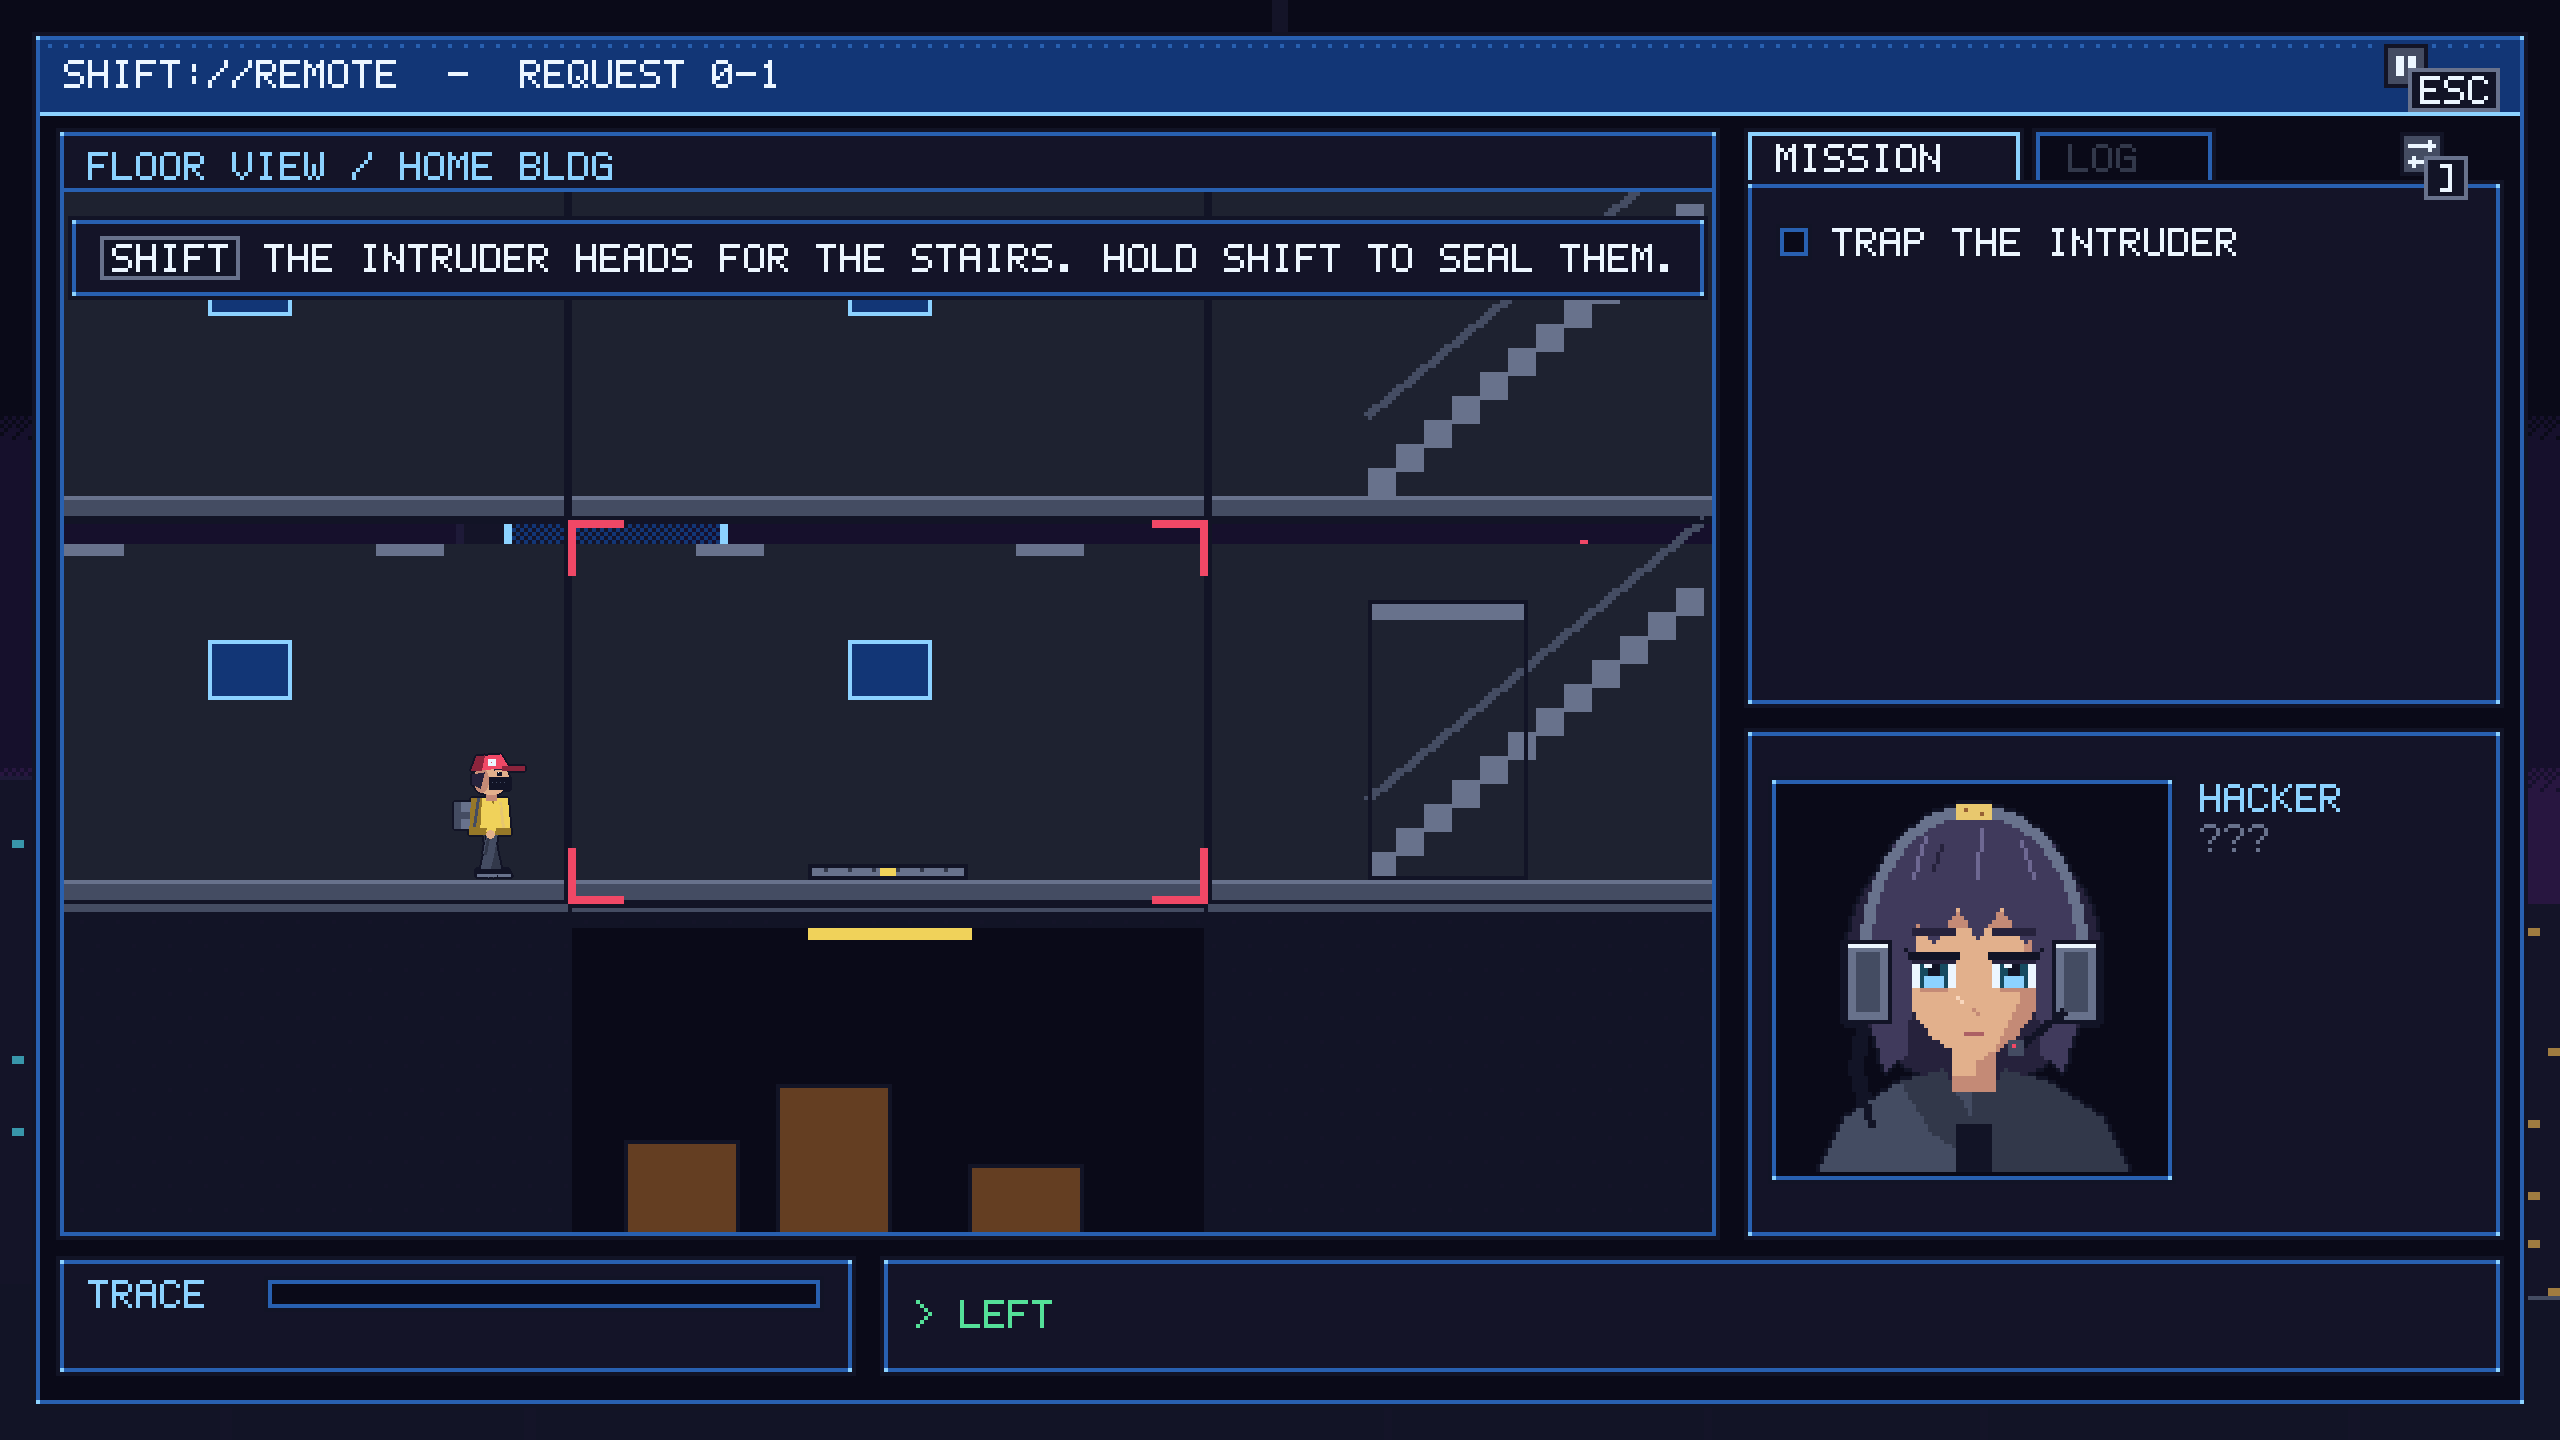 SHIFT://REMOTE – REQUEST 0-1
ESC
FLOOR VIEW / HOME BLDG
MISSION
LOG
]
SHIFT THE INTRUDER HEADS FOR THE STAIRS. HOLD SHIFT TO SEAL THEM.
TRAP THE INTRUDER
HACKER
???
TRACE
> LEFT